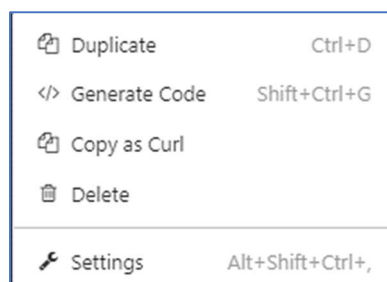 Duplicate Ctrl+D
Generate Code Shift+Ctrl+G
Copy as Curl
Delete
Settings Alt+Shift+Ctrl+,